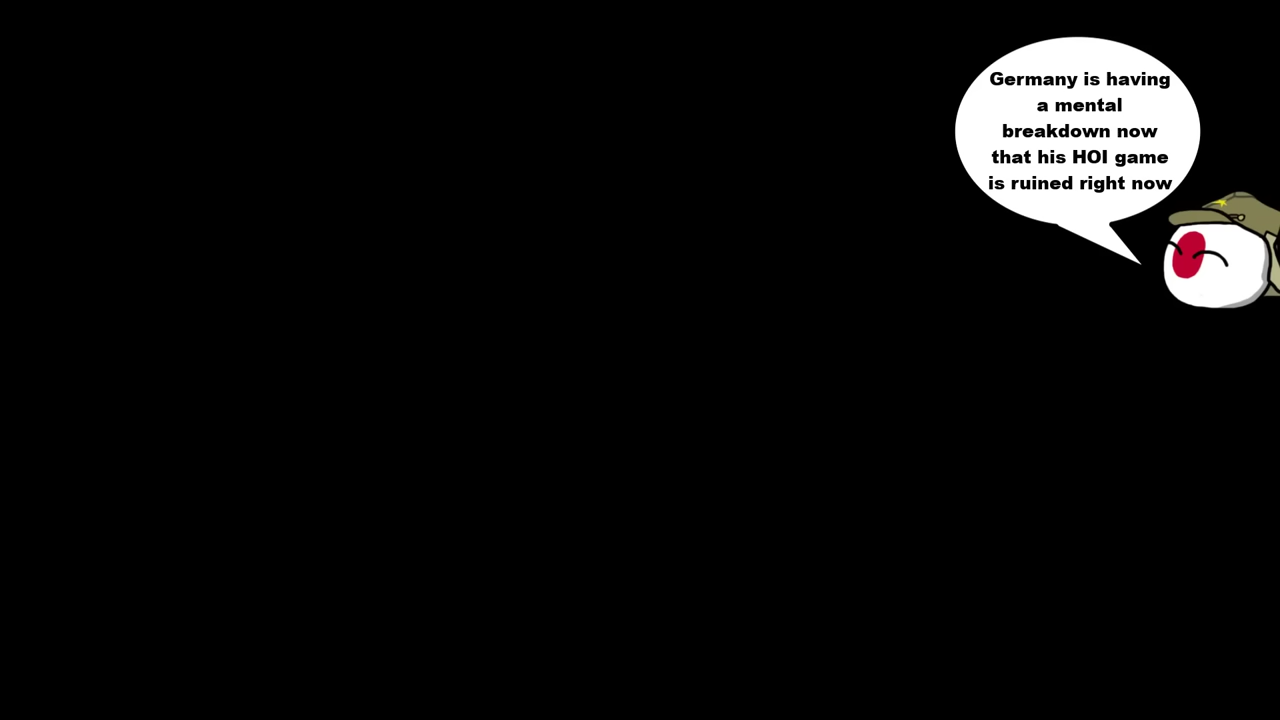 Germany is having
a mental
breakdown now
that his HOI game
is ruined right now